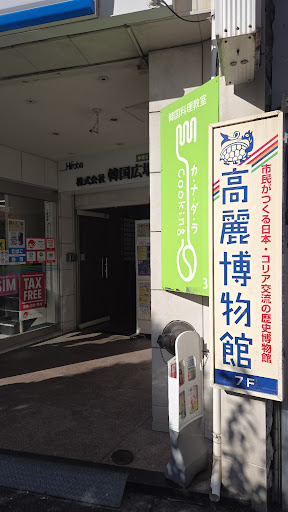 Hiroba
株式会社 韓国広場
韓国料理教室
カ・ナ・ダ・ラ
Cooking
3
市民がつくる日本・コリア交流の歴史博物館
高麗博物館
7F
SIM
TAX
FREE